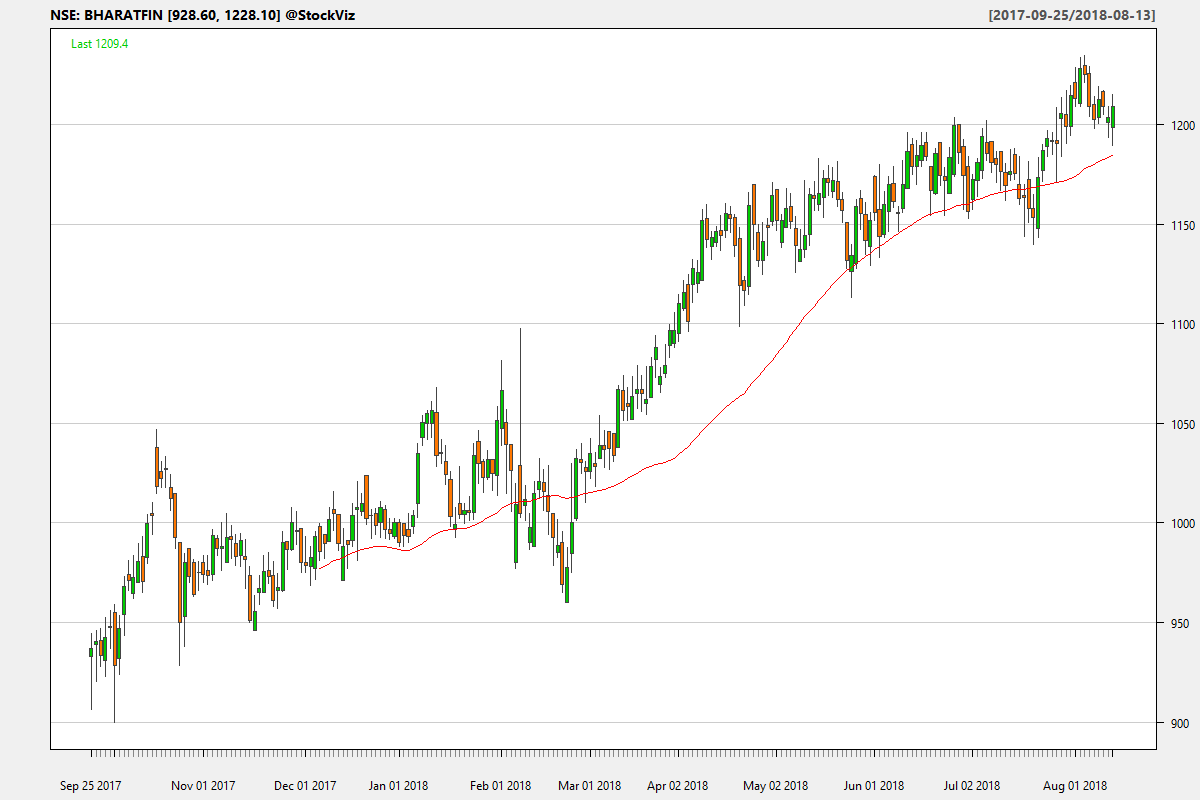 NSE: BHARATFIN [928.60, 1228.10] @StockViz [2017-09-25/2018-08-13]
Last 1209.4
1200
1150
1100
1050
1000
950
900
Sep 25 2017 Nov 01 2017 Dec 01 2017 Jan 01 2018 Feb 01 2018 Mar 01 2018 Apr 02 2018 May 02 2018 Jun 01 2018 Jul 02 2018 Aug 01 2018